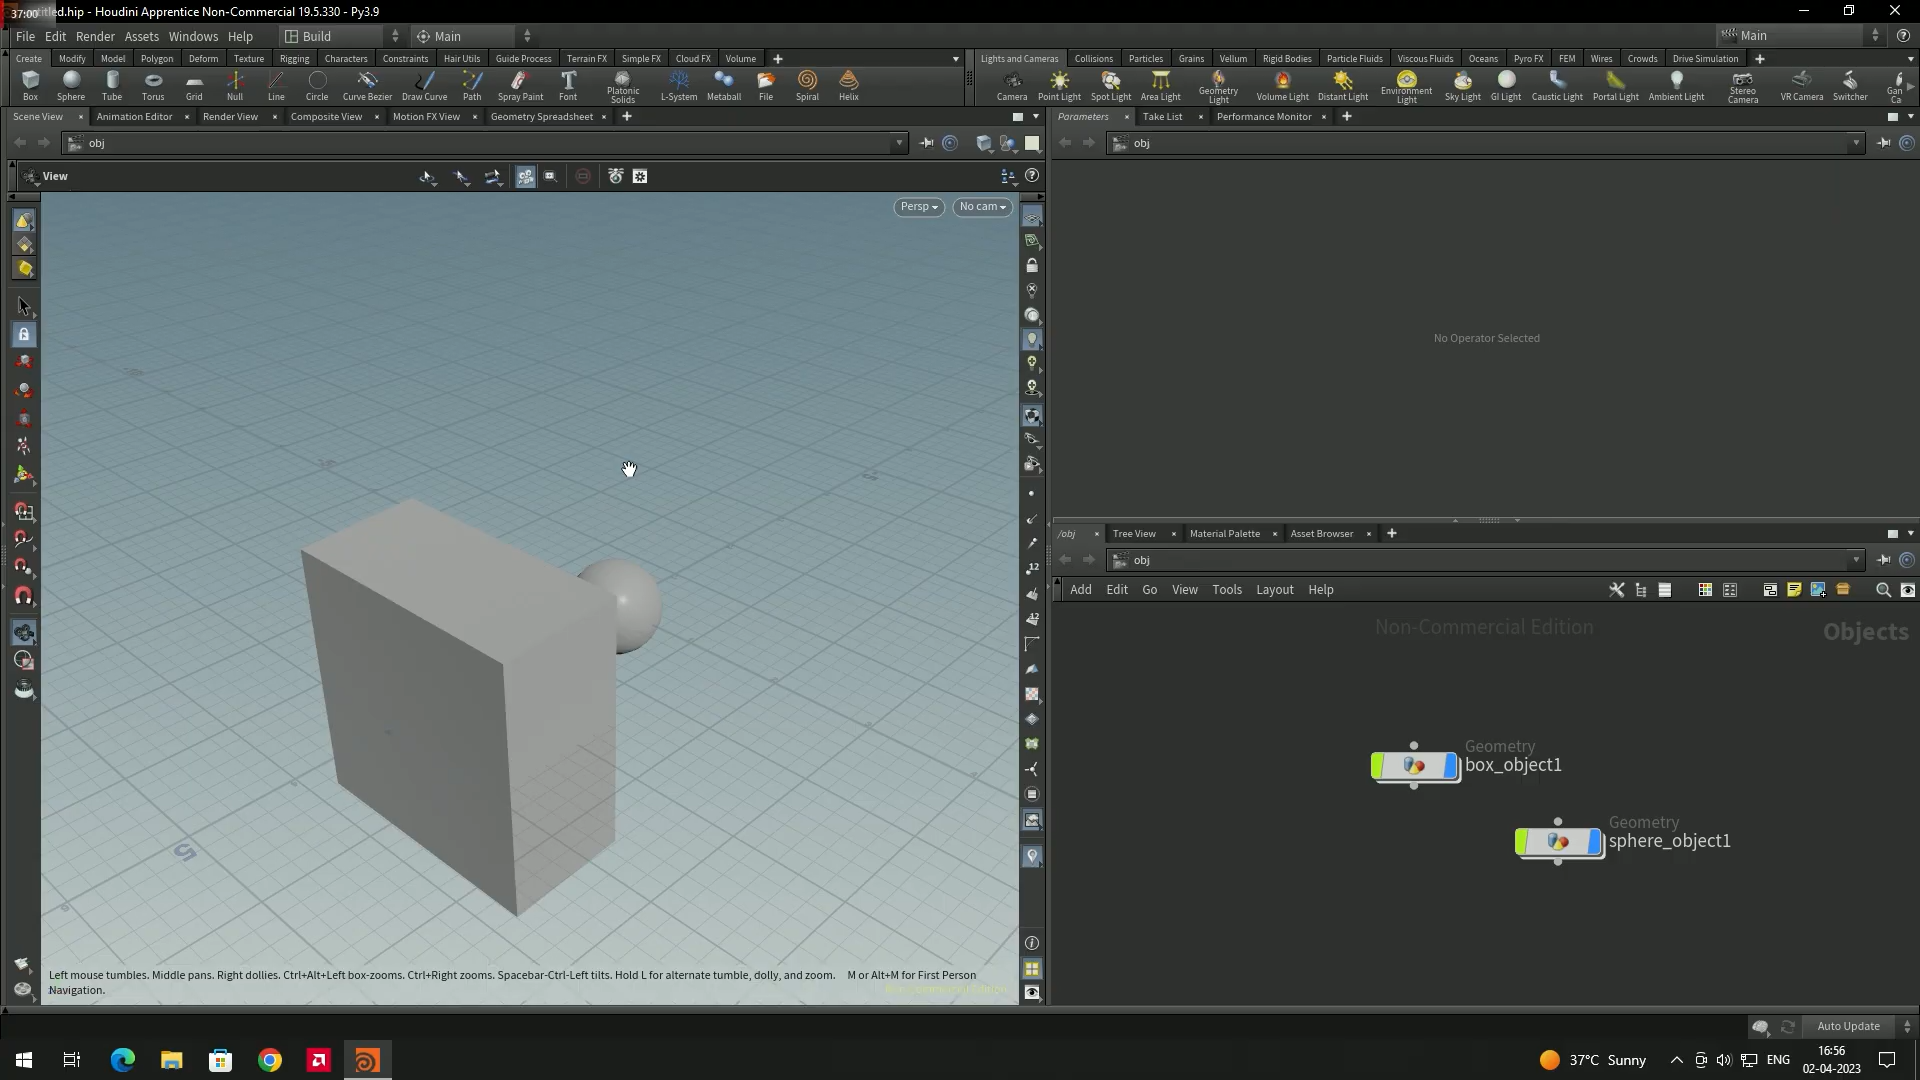 37:00
titled.hip - Houdini Apprentice Non-Commercial 19.5.330 - Py3.9
File Edit Render Assets Windows Help Build Main Main
Create Modify Model Polygon Deform Texture Rigging Characters Constraints Hair Utils Guide Process Terrain FX Simple FX Cloud FX Volume
Lights and Cameras Collisions Particles Grains Vellum Rigid Bodies Particle Fluids Viscous Fluids Oceans Pyro FX FEM Wires Crowds Drive Simulation
Box Sphere Tube Torus Grid Null Line Circle Curve Bezier Draw Curve Path Spray Paint Font Platonic Solids L-System Metaball File Spiral Helix
Camera Point Light Spot Light Area Light Geometry Light Volume Light Distant Light Environment Light Sky Light GI Light Caustic Light Portal Light Ambient Light Stereo Camera VR Camera Switcher Gan Ca
Scene View Animation Editor Render View Composite View Motion FX View Geometry Spreadsheet
Parameters Take List Performance Monitor
obj
obj
View
Persp No cam
No Operator Selected
/obj Tree View Material Palette Asset Browser
obj
Add Edit Go View Tools Layout Help
Non-Commercial Edition
Objects
Geometry
box_object1
Geometry
sphere_object1
5
Left mouse tumbles. Middle pans. Right dollies. Ctrl+Alt+Left box-zooms. Ctrl+Right zooms. Spacebar-Ctrl-Left tilts. Hold L for alternate tumble, dolly, and zoom. M or Alt+M for First Person
Navigation.
Auto Update
37°C Sunny
ENG
16:56
02-04-2023